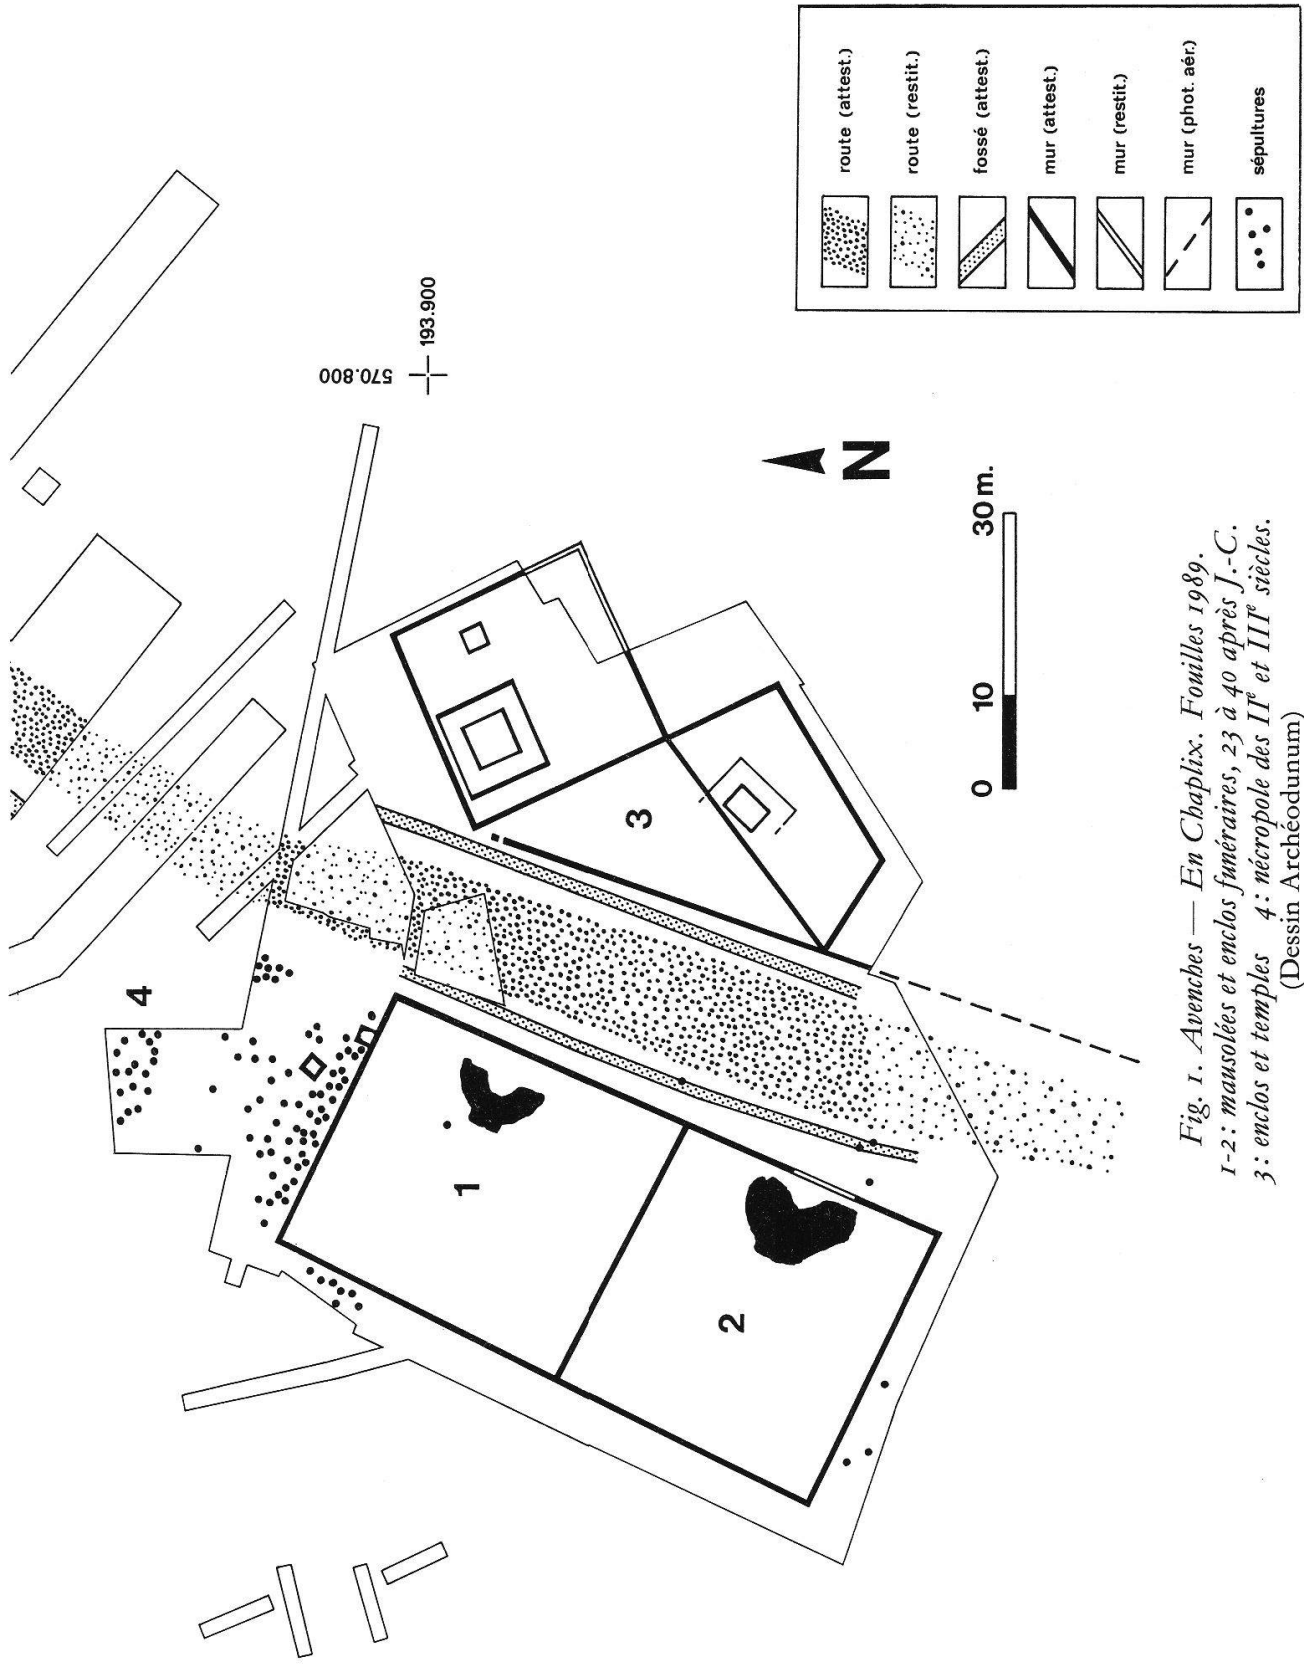 route (attest.)
route (restit.)
fossé (attest.)
mur (attest.)
mur (restit.)
mur (phot. aér.)
sépultures
570.800
193.900
N
0 10 30 m.
4
3
1
2
Fig. 1. Avenches — En Chaplix. Fouilles 1989.
1-2: mausolées et enclos funéraires, 23 à 40 après J.-C.
3: enclos et temples 4: nécropole des IIe et IIIe siècles.
(Dessin Archéodunum)